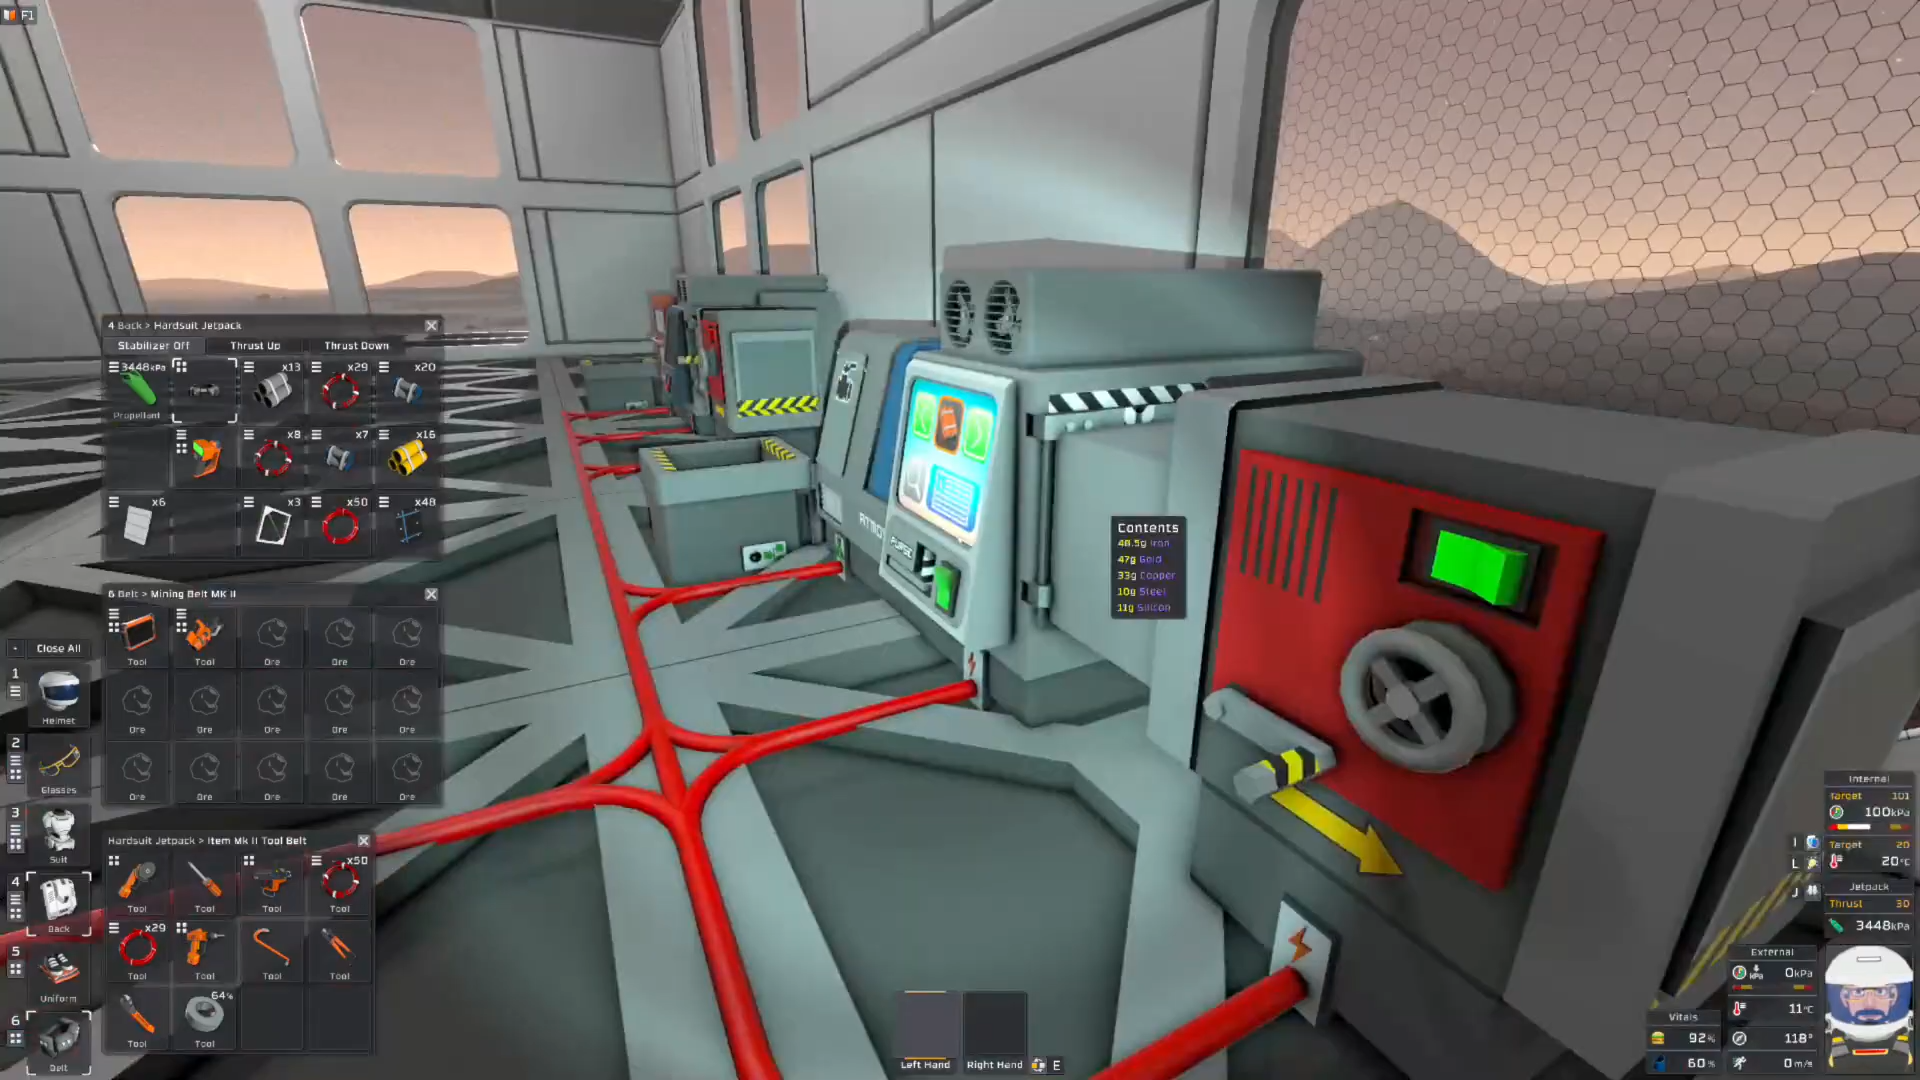 F1
4 Back > Hardsuit Jetpack
Stabilizer Off
Thrust Up
Thrust Down
3448kPa
x13
x29
x20
Propellant
x8
x7
x16
x6
x3
x50
x48
6 Belt > Mining Belt MK II
Tool
Tool
Ore
Ore
Ore
Ore
Ore
Ore
Ore
Ore
Ore
Ore
Ore
Ore
Ore
Hardsuit Jetpack > Item Mk II Tool Belt
x50
Tool
Tool
Tool
Tool
x29
Tool
Tool
Tool
Tool
64%
Tool
Tool
Close All
1
Helmet
2
Glasses
3
Suit
4
Back
5
Uniform
6
Belt
PURGE
Contents
48.5g Iron
47g Gold
33g Copper
10g Steel
11g Silicon
Left Hand
Right Hand
E
Internal
Target 101
100kPa
I
Target 20
L
20°C
J
Jetpack
Thrust 30
3448kPa
External
0kPa
11°C
118°
0m/s
Vitals
92%
60%